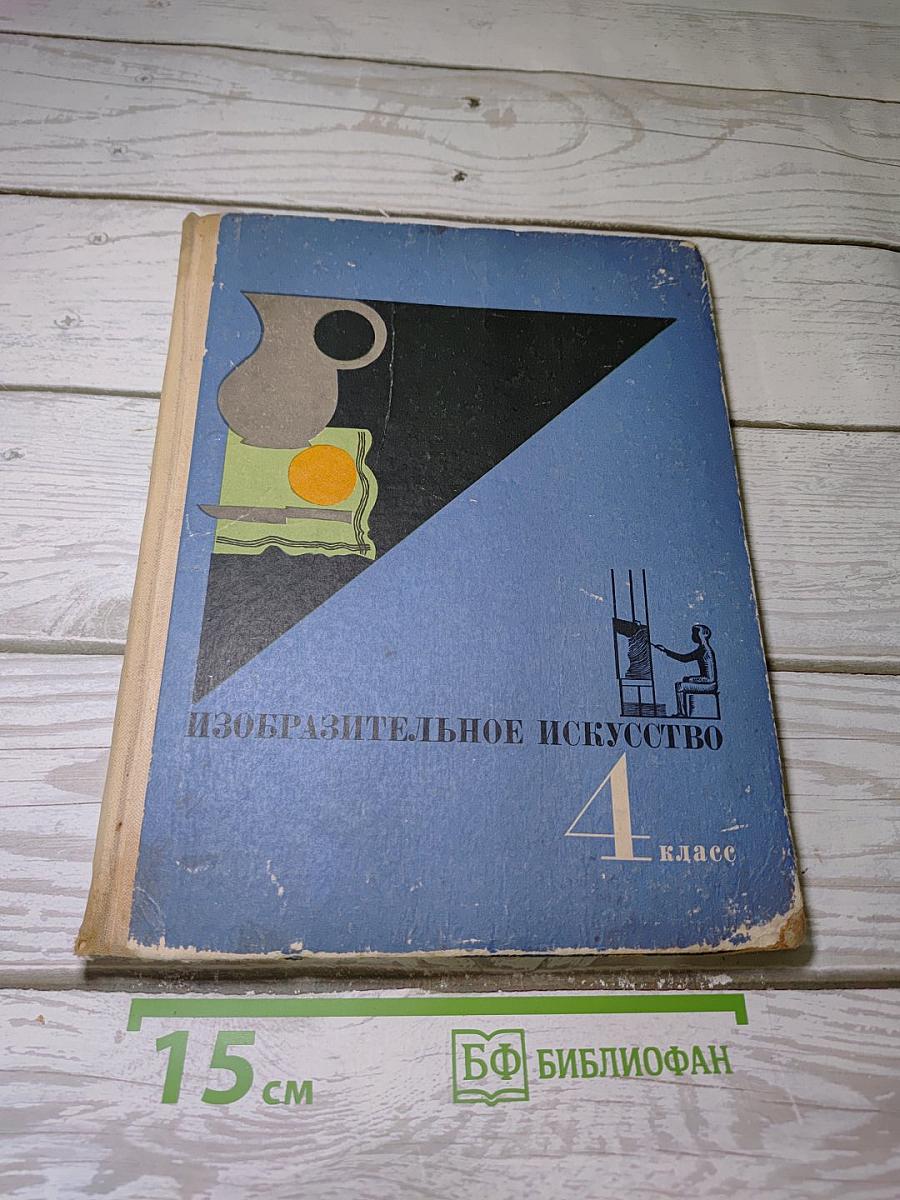 ИЗОБРАЗИТЕЛЬНОЕ ИСКУССТВО
4 класс
15 см
БФ БИБЛИОФАН